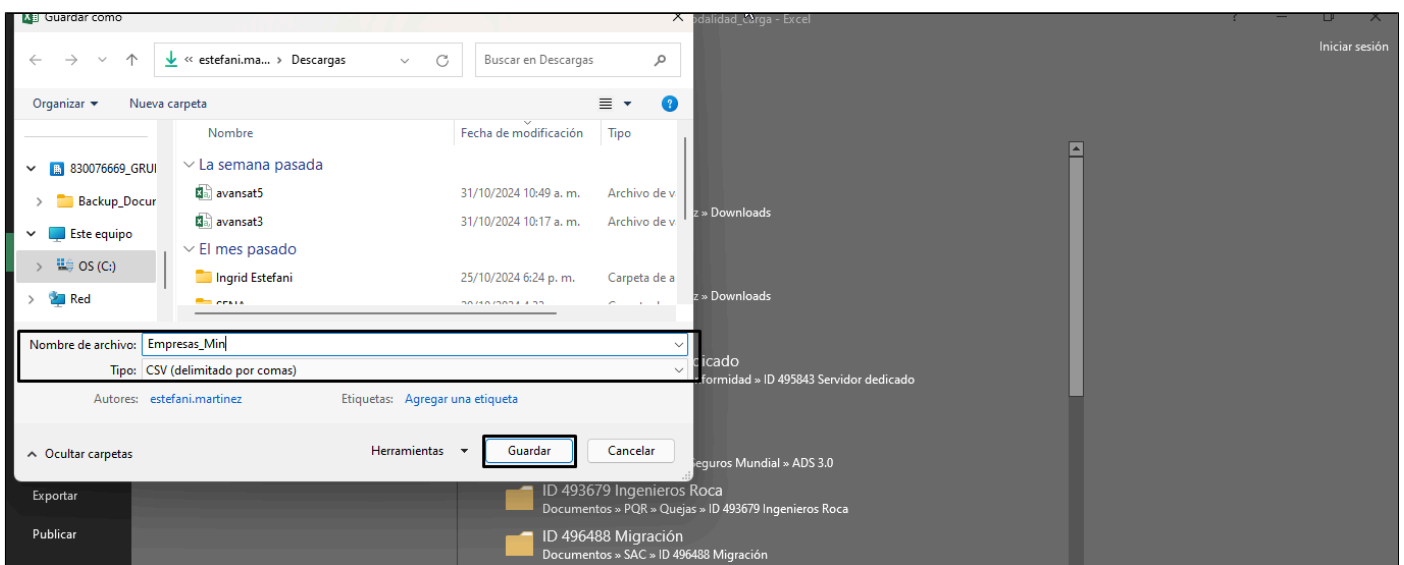 Guardar como
odalidad_carga - Excel
Iniciar sesión
« estefani.ma... > Descargas
Buscar en Descargas
Organizar
Nueva carpeta
Nombre
Fecha de modificación
Tipo
830076669_GRUI
Backup_Docur
Este equipo
OS (C:)
Red
La semana pasada
avansat5 31/10/2024 10:49 a. m. Archivo de v
avansat3 31/10/2024 10:17 a. m. Archivo de v
El mes pasado
Ingrid Estefani 25/10/2024 6:24 p. m. Carpeta de a
z » Downloads
z » Downloads
Nombre de archivo: Empresas_Min
Tipo: CSV (delimitado por comas)
Autores: estefani.martinez
Etiquetas: Agregar una etiqueta
Ocultar carpetas
Herramientas
Guardar
Cancelar
icado
formidad » ID 495843 Servidor dedicado
eguros Mundial » ADS 3.0
Exportar
Publicar
ID 493679 Ingenieros Roca
Documentos » PQR » Quejas » ID 493679 Ingenieros Roca
ID 496488 Migración
Documentos » SAC » ID 496488 Migración